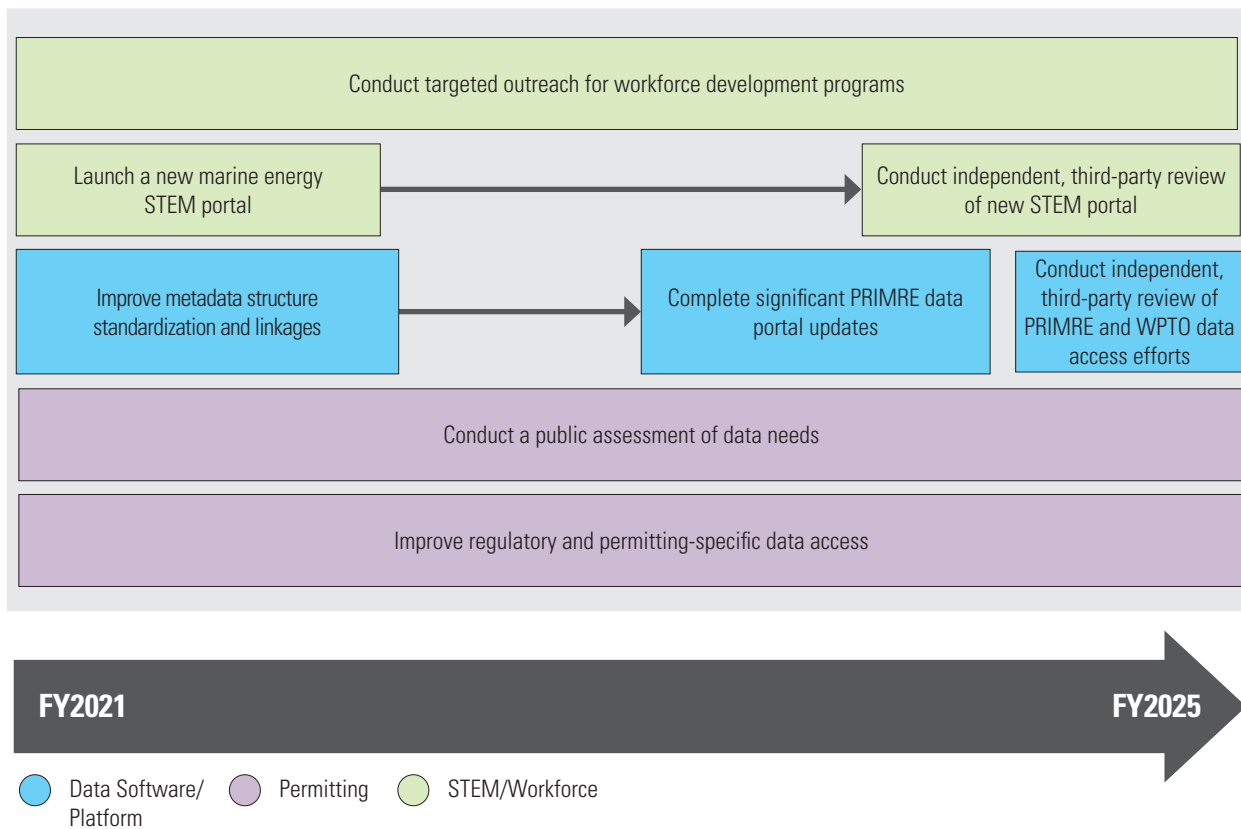 Conduct targeted outreach for workforce development programs
Launch a new marine energy
STEM portal
Conduct independent, third-party review
of new STEM portal
Improve metadata structure
standardization and linkages
Complete significant PRIMRE data
portal updates
Conduct independent,
third-party review of
PRIMRE and WPTO data
access efforts
Conduct a public assessment of data needs
Improve regulatory and permitting-specific data access
FY2021
FY2025
Data Software/
Platform
Permitting
STEM/Workforce